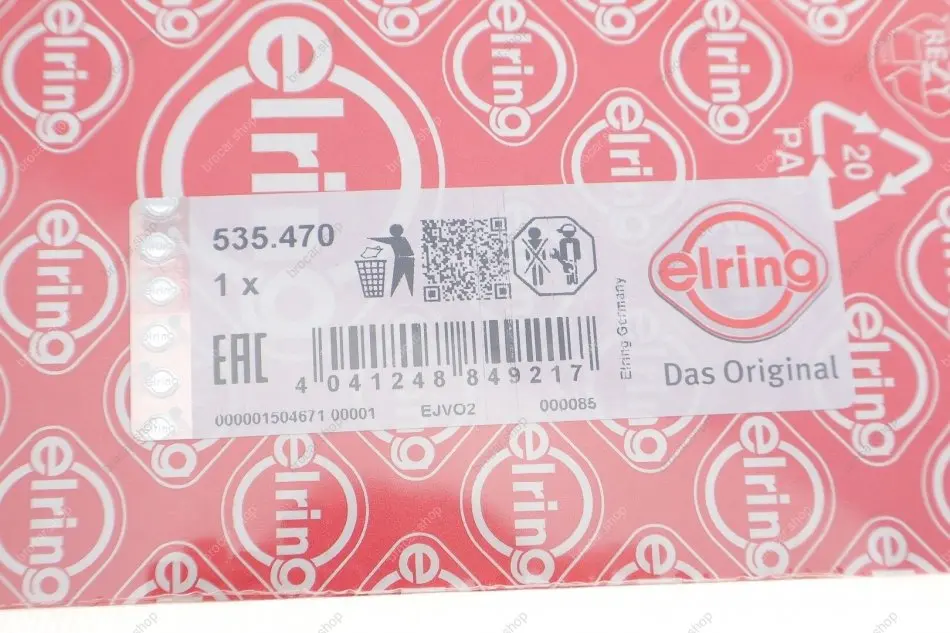 elring
535.470
1 x
EAC
4 041248 849217
000001504671 00001
EJVO2
000085
Elring Germany
elring
Das Original
20
PAP